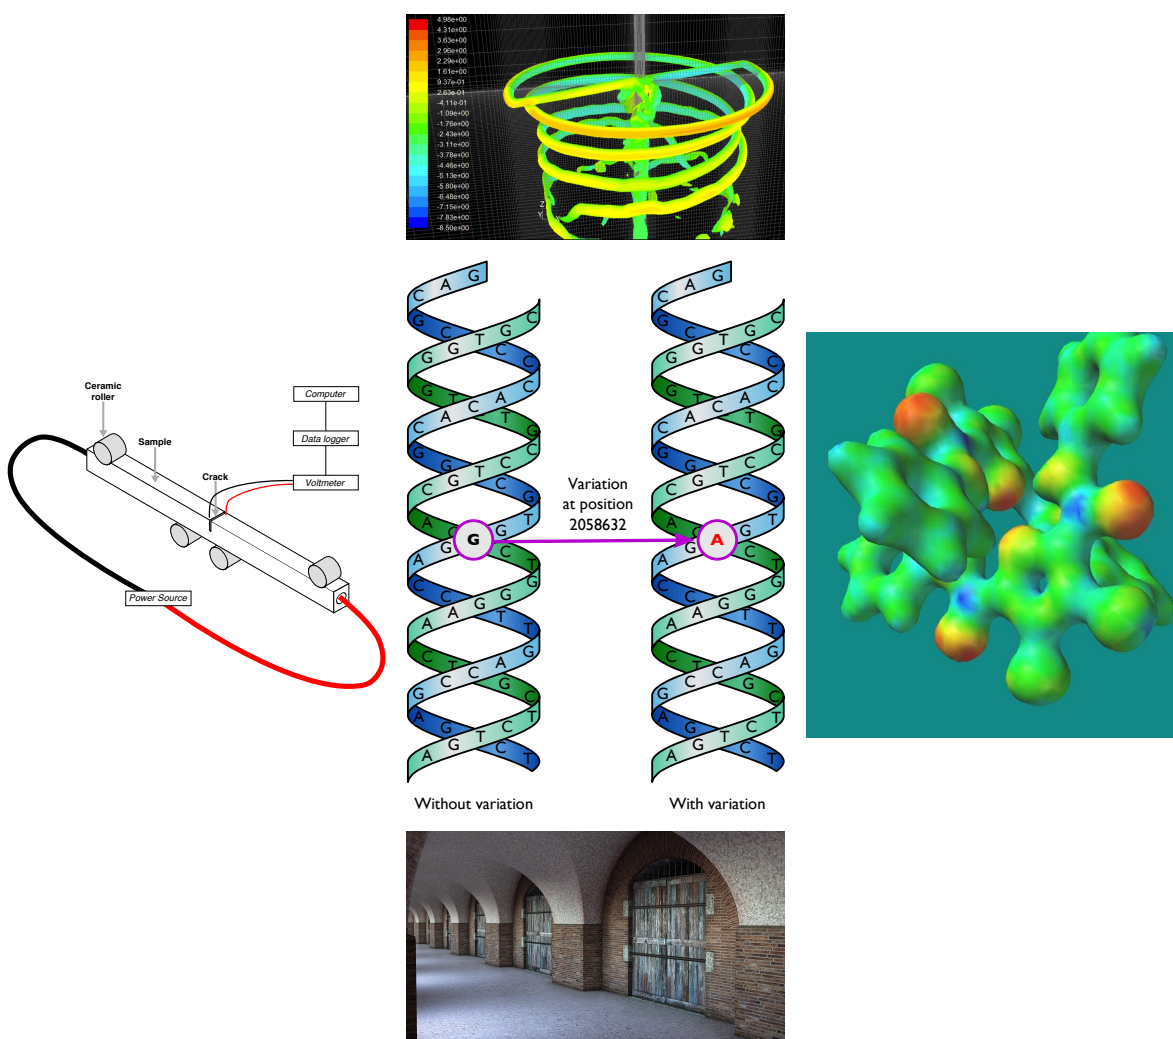 4.98e+00
4.31e+00
3.63e+00
2.96e+00
2.29e+00
1.61e+00
9.37e-01
2.63e-01
-4.11e-01
-1.09e+00
-1.76e+00
-2.43e+00
-3.11e+00
-3.78e+00
-4.46e+00
-5.13e+00
-5.80e+00
-6.48e+00
-7.15e+00
-7.83e+00
-8.50e+00
Z
Y
X
Ceramic
roller
Sample
Crack
Computer
Data logger
Voltmeter
Power Source
C A G
G C C C
G G T G C
G T T G
C A C A C
G G C G
C G T C C
A C C T
A G G G T
C C T T
A A G G G
C T G C
G C C A G
A G C T
A G T C T
Without variation
Variation
at position
2058632
C A G
G C C C
G G T G C
G T T G
C A C A C
G G C G
C G T C C
A C C T
A G A G T
C C T T
A A G G G
C T G C
G C C A G
A G C T
A G T C T
With variation